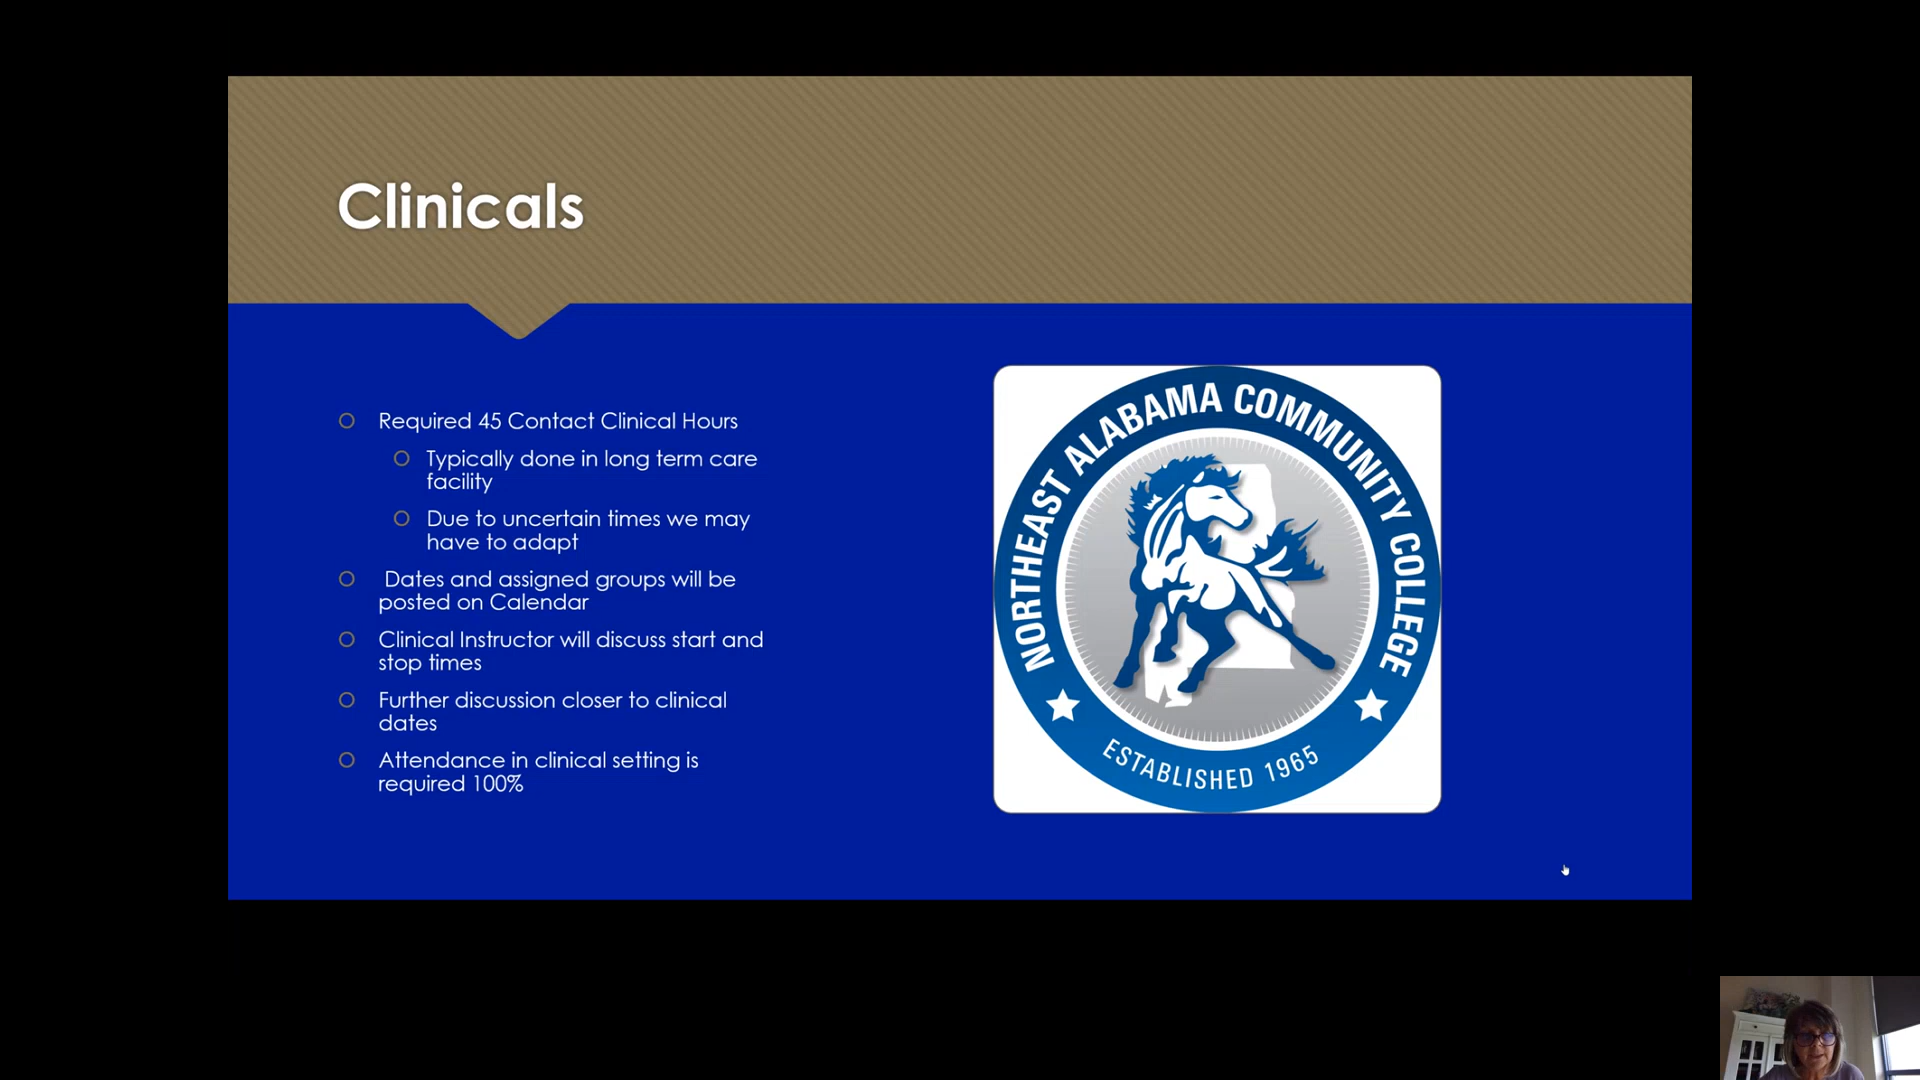 Clinicals
Required 45 Contact Clinical Hours
Typically done in long term care
facility
Due to uncertain times we may
have to adapt
Dates and assigned groups will be
posted on Calendar
Clinical Instructor will discuss start and
stop times
Further discussion closer to clinical
dates
Attendance in clinical setting is
required 100%
NORTHEAST ALABAMA COMMUNITY COLLEGE
ESTABLISHED 1965